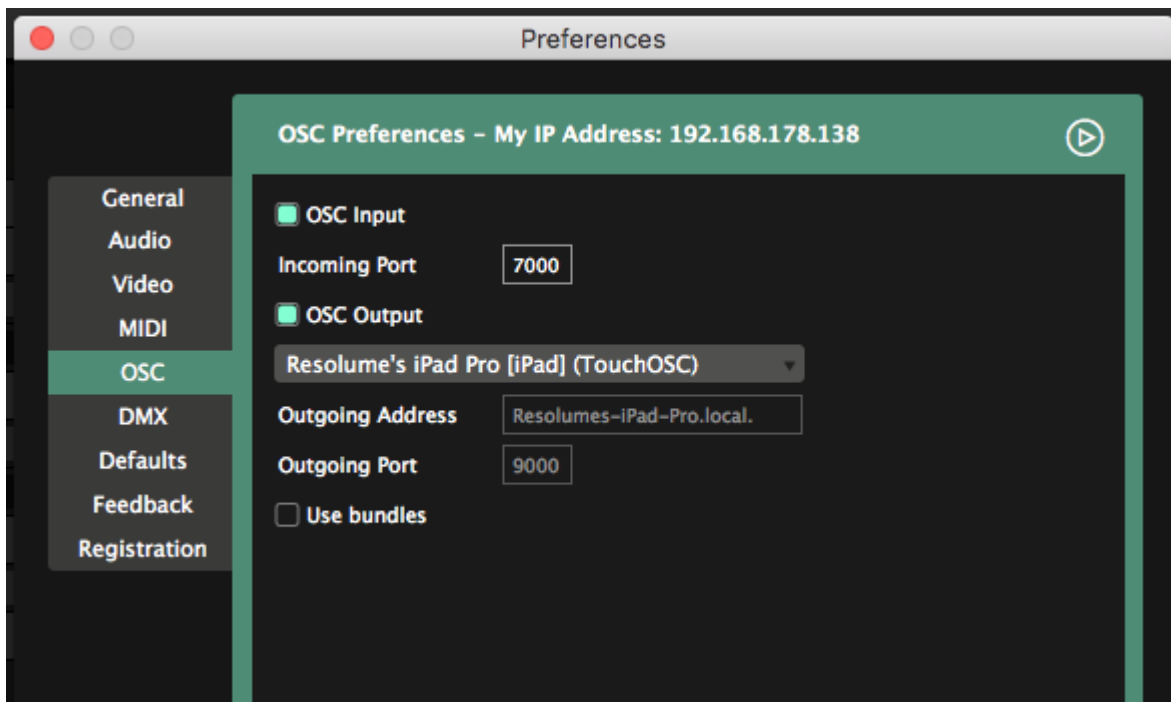 Preferences
OSC Preferences – My IP Address: 192.168.178.138
General
Audio
Video
MIDI
OSC
DMX
Defaults
Feedback
Registration
OSC Input
Incoming Port 7000
OSC Output
Resolume's iPad Pro [iPad] (TouchOSC)
Outgoing Address Resolumes-iPad-Pro.local.
Outgoing Port 9000
Use bundles